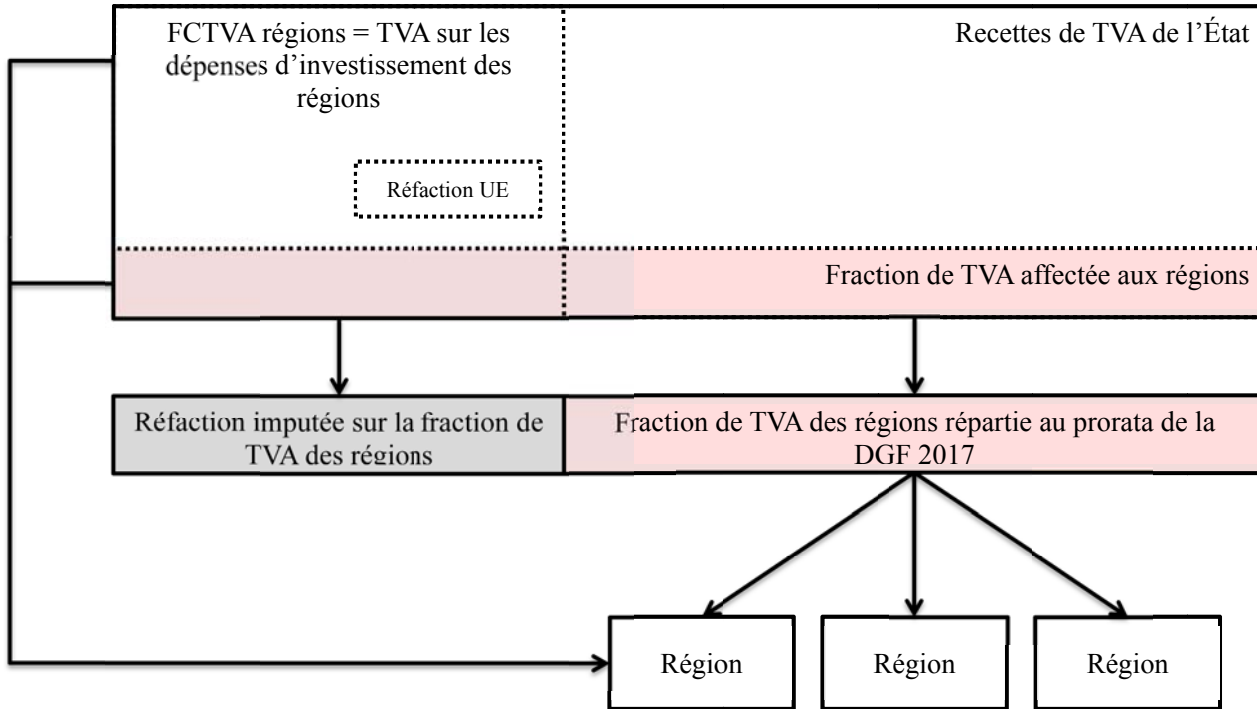 FCTVA régions = TVA sur les
dépenses d’investissement des
régions
Recettes de TVA de l’État
Réfaction UE
Fraction de TVA affectée aux régions
Réfaction imputée sur la fraction de
TVA des régions
Fraction de TVA des régions répartie au prorata de la
DGF 2017
Région
Région
Région